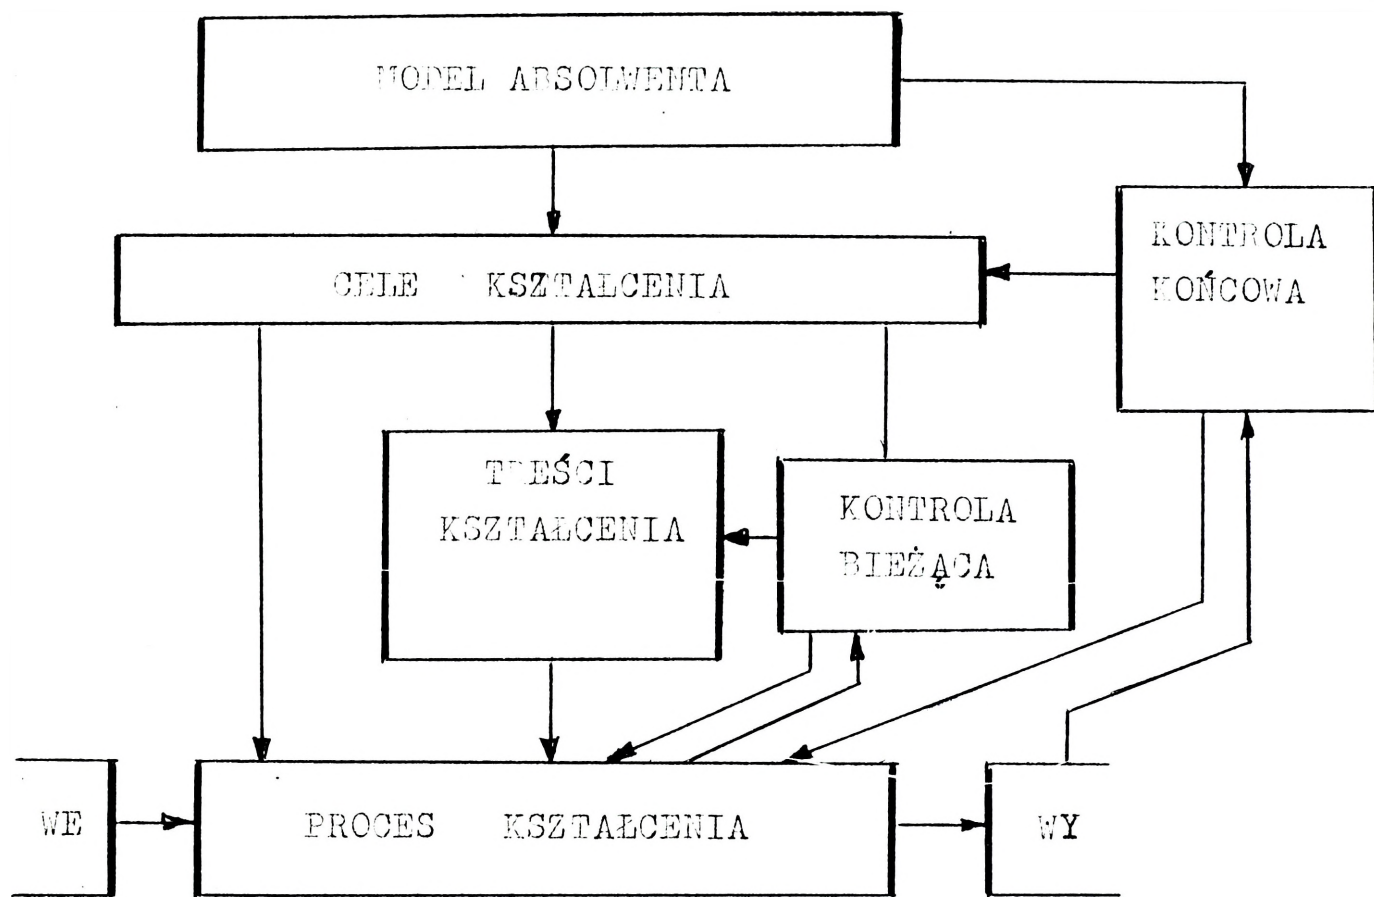 MODEL ABSOLWENTA
KONTROLA
KOŃCOWA
CELE KSZTAŁCENIA
TREŚCI
KSZTAŁCENIA
KONTROLA
BIEŻĄCA
WE
PROCES KSZTAŁCENIA
WY